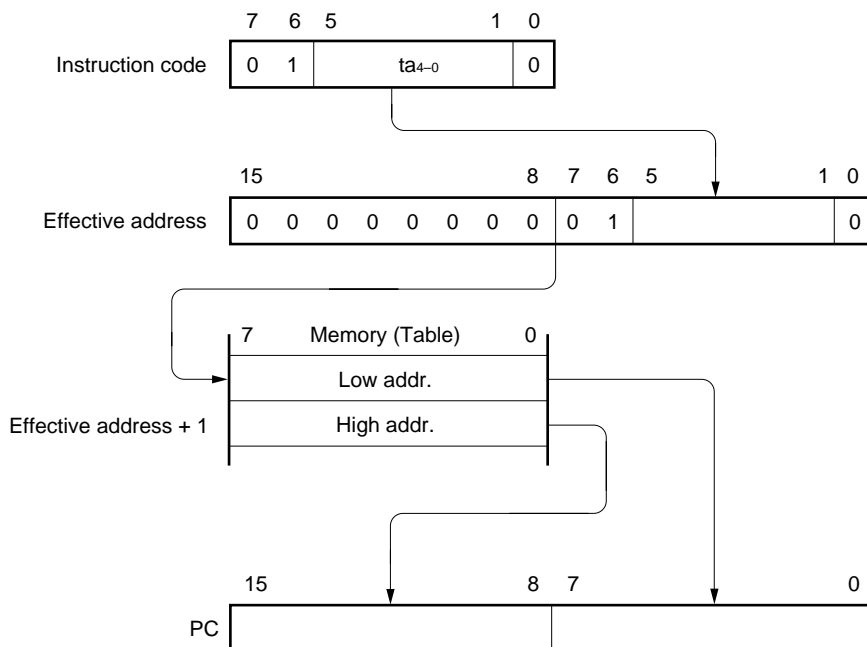 7 6 5 1 0
Instruction code 0 1 ta4–0 0
15 8 7 6 5 1 0
Effective address 0 0 0 0 0 0 0 0 0 1 0
7 Memory (Table) 0
Low addr.
Effective address + 1 High addr.
15 8 7 0
PC